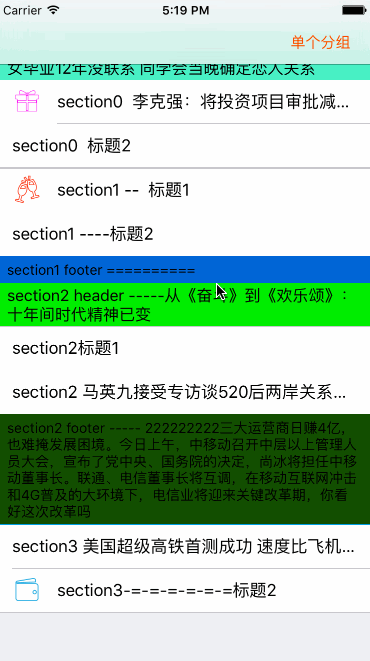 Carrier 5:19 PM
单个分组
女毕业12年没联系 同学会当晚确定恋人关系
section0  李克强：将投资项目审批减...
section0  标题2
section1 --  标题1
section1 ----标题2
section1 footer ==========
section2 header -----从《奋斗》到《欢乐颂》：
十年间时代精神已变
section2标题1
section2 马英九接受专访谈520后两岸关系...
section2 footer ----- 222222222三大运营商日赚4亿，
也难掩发展困境。今日上午，中移动召开中层以上管理人
员大会，宣布了党中央、国务院的决定，尚冰将担任中移
动董事长。联通、电信董事长将互调，在移动互联网冲击
和4G普及的大环境下，电信业将迎来关键改革期，你看
好这次改革吗
section3 美国超级高铁首测成功 速度比飞机...
section3-=-=-=-=-=-=标题2